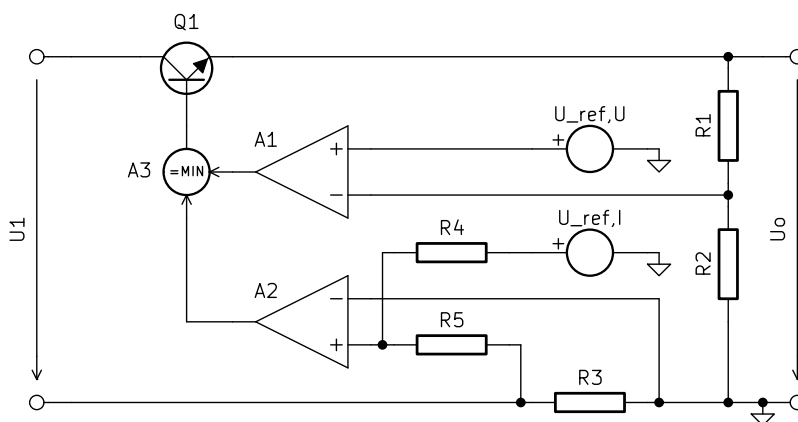 Q1
U_ref,U
A1
+
+
R1
A3
=MIN
−
U1
U_ref,I
R4
+
Uo
R2
A2
−
R5
+
R3